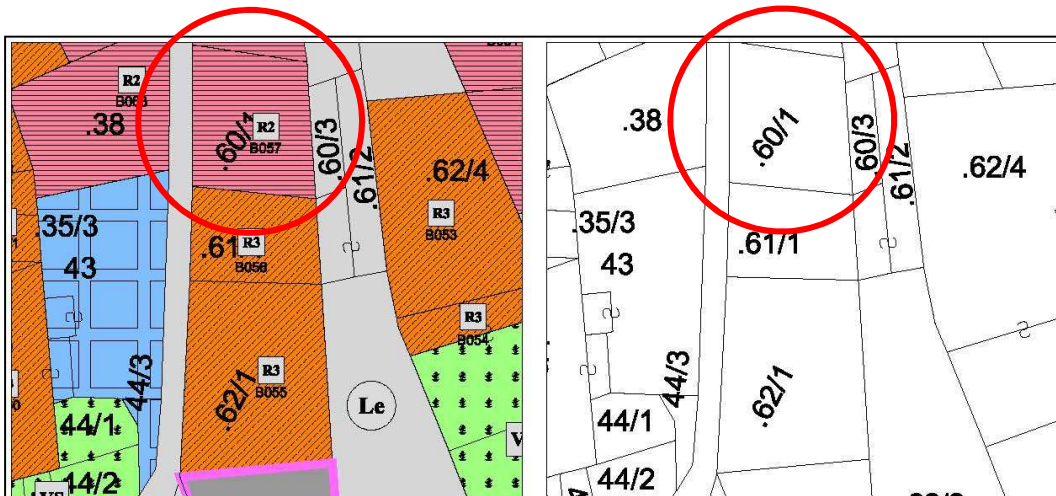 R2
.38
.60/1
R2
B057
.60/3
.61/2
.62/4
R3
B053
.35/3
43
.61
R3
B056
R3
B054
44/3
R3
B055
.62/1
Le
44/1
44/2
VS
V
.38
.60/1
.60/3
.61/2
.62/4
.35/3
43
.61/1
44/3
.62/1
44/1
44/2